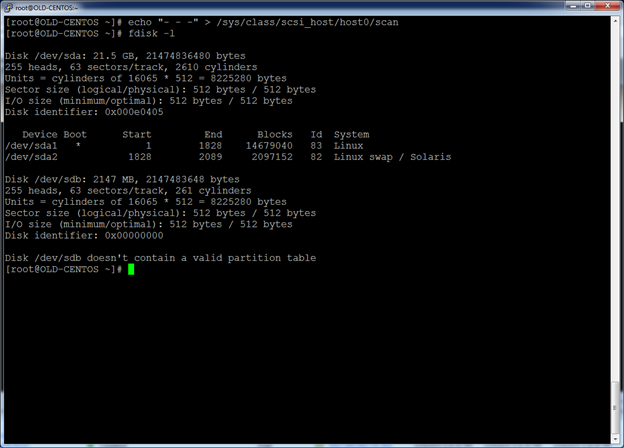 root@OLD-CENTOS:~
[root@OLD-CENTOS ~]# echo "- - -" > /sys/class/scsi_host/host0/scan
[root@OLD-CENTOS ~]# fdisk -l
Disk /dev/sda: 21.5 GB, 21474836480 bytes
255 heads, 63 sectors/track, 2610 cylinders
Units = cylinders of 16065 * 512 = 8225280 bytes
Sector size (logical/physical): 512 bytes / 512 bytes
I/O size (minimum/optimal): 512 bytes / 512 bytes
Disk identifier: 0x000e0405
   Device Boot      Start         End      Blocks   Id  System
/dev/sda1   *           1        1828    14679040   83  Linux
/dev/sda2            1828        2089     2097152   82  Linux swap / Solaris
Disk /dev/sdb: 2147 MB, 2147483648 bytes
255 heads, 63 sectors/track, 261 cylinders
Units = cylinders of 16065 * 512 = 8225280 bytes
Sector size (logical/physical): 512 bytes / 512 bytes
I/O size (minimum/optimal): 512 bytes / 512 bytes
Disk identifier: 0x00000000
Disk /dev/sdb doesn't contain a valid partition table
[root@OLD-CENTOS ~]#